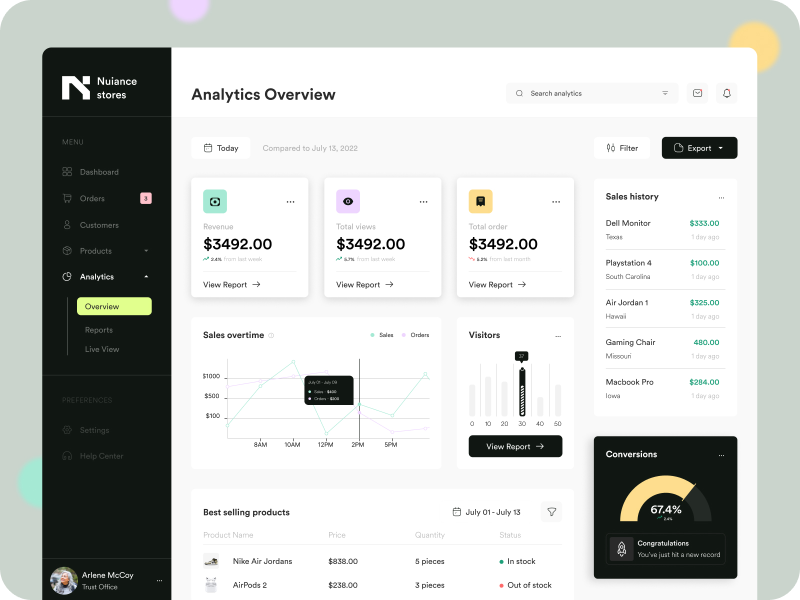 Nuiance
stores
MENU
Dashboard
Orders 3
Customers
Products
Analytics
Overview
Reports
Live View
PREFERENCES
Settings
Help Center
Arlene McCoy
Trust Office
Analytics Overview
Search analytics
Today Compared to July 13, 2022
Filter
Export
Revenue
$3492.00
2.4% from last week
View Report
Total views
$3492.00
5.7% from last week
View Report
Total order
$3492.00
5.2% from last month
View Report
Sales history
Dell Monitor $333.00
Texas 1 day ago
Playstation 4 $100.00
South Carolina 1 day ago
Air Jordan 1 $325.00
Hawaii 1 day ago
Gaming Chair 480.00
Missouri 1 day ago
Macbook Pro $284.00
Iowa 1 day ago
Sales overtime Sales Orders
$1000
$500
$100
July 01 - July 09
Sales - $400
Orders - $500
8AM 10AM 12PM 2PM 5PM
Visitors
37
0 10 20 30 40 50
View Report
Conversions
67.4%
2.4%
Congratulations
You've just hit a new record
Best selling products July 01 - July 13
Product Name Price Quantity Status
Nike Air Jordans $838.00 5 pieces In stock
AirPods 2 $238.00 3 pieces Out of stock